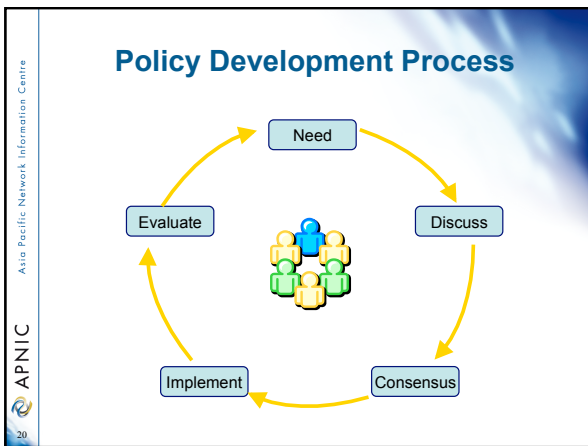 Policy Development Process
Need
Discuss
Consensus
Implement
Evaluate
Asia Pacific Network Information Centre
APNIC
20